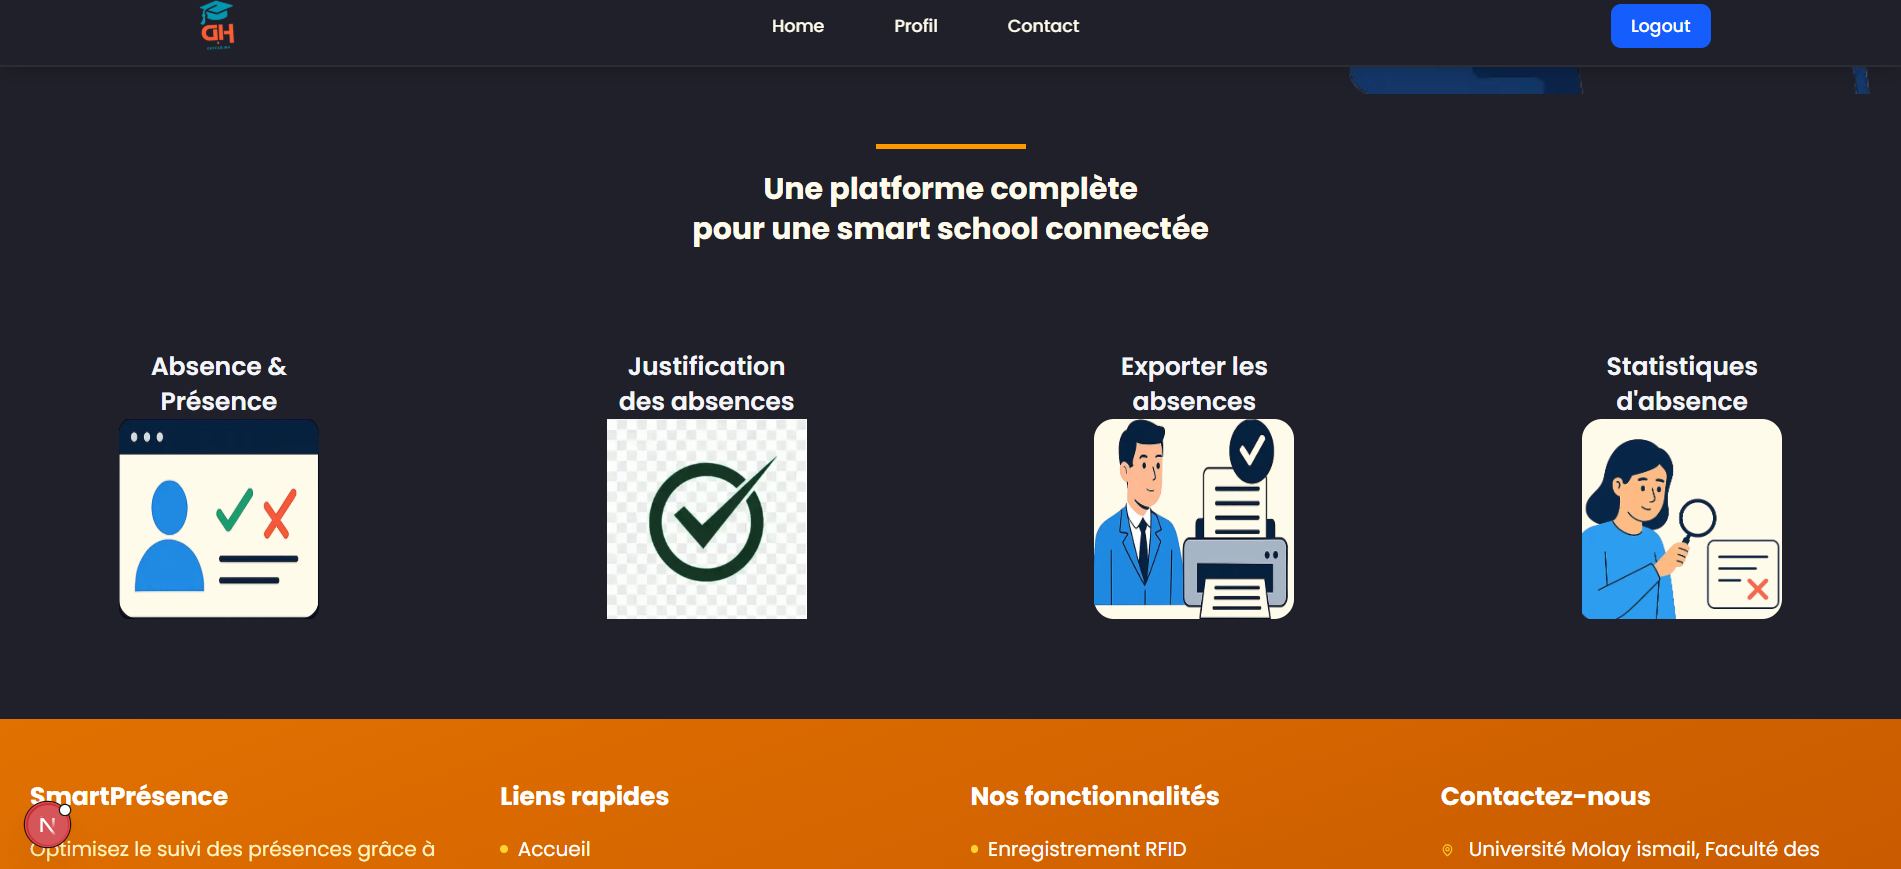 GH
Home Profil Contact Logout
Une platforme complète
pour une smart school connectée
Absence &
Présence
Justification
des absences
Exporter les
absences
Statistiques
d'absence
SmartPrésence
Optimisez le suivi des présences grâce à
Liens rapides
Accueil
Nos fonctionnalités
Enregistrement RFID
Contactez-nous
Université Molay ismail, Faculté des
N